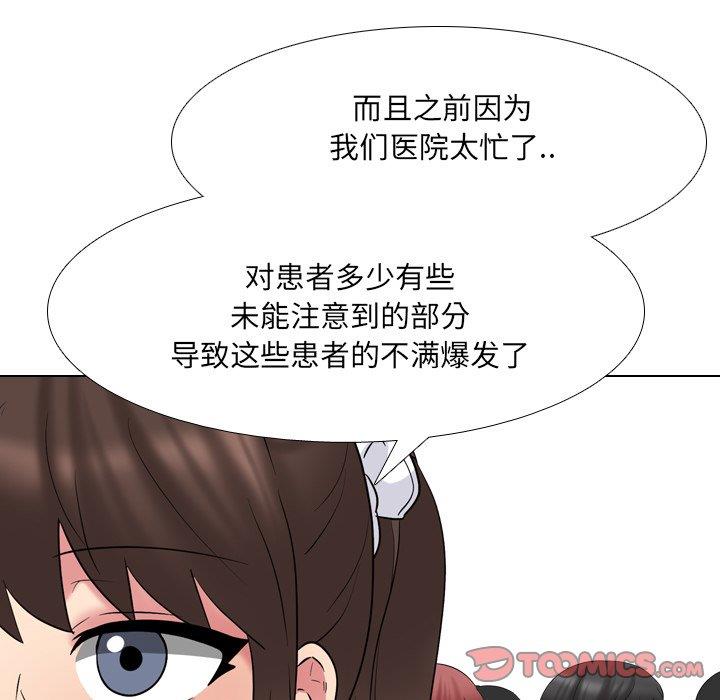 而且之前因为
我们医院太忙了..
对患者多少有些
未能注意到的部分
导致这些患者的不满爆发了
TOOMICS.COM